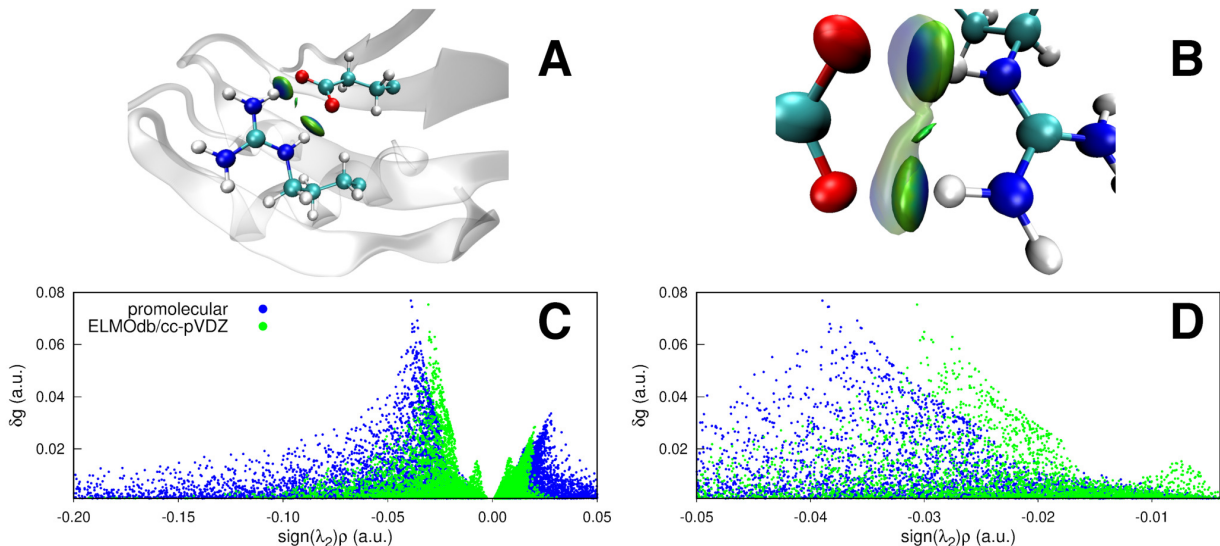 A
B
promolecular
ELMOdb/cc-pVDZ
C
D
δg (a.u.)
0.08
0.06
0.04
0.02
-0.20
-0.15
-0.10
-0.05
0.00
0.05
sign(λ₂)ρ (a.u.)
δg (a.u.)
0.08
0.06
0.04
0.02
-0.05
-0.04
-0.03
-0.02
-0.01
sign(λ₂)ρ (a.u.)